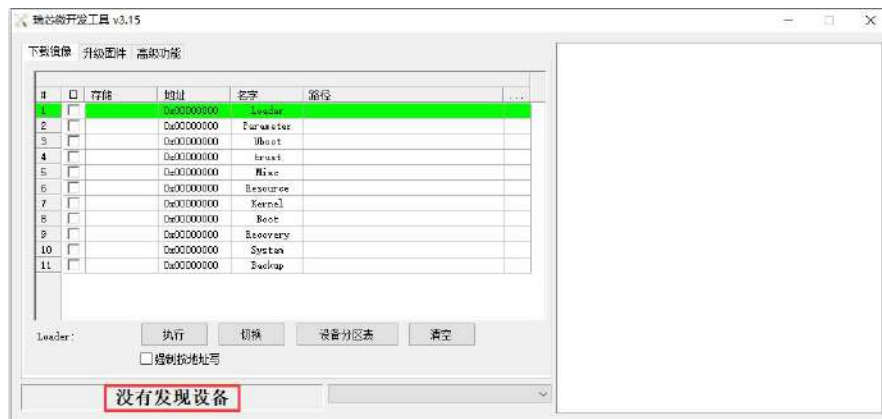 瑞芯微开发工具 v3.15
下载镜像 升级固件 高级功能
# 存储 地址 名字 路径 ...
1 0x00000000 Loader
2 0x00000000 Parameter
3 0x00000000 Uboot
4 0x00000000 trust
5 0x00000000 Misc
6 0x00000000 Resource
7 0x00000000 Kernel
8 0x00000000 Boot
9 0x00000000 Recovery
10 0x00000000 System
11 0x00000000 Backup
Loader: 执行 切换 设备分区表 清空
强制按地址写
没有发现设备